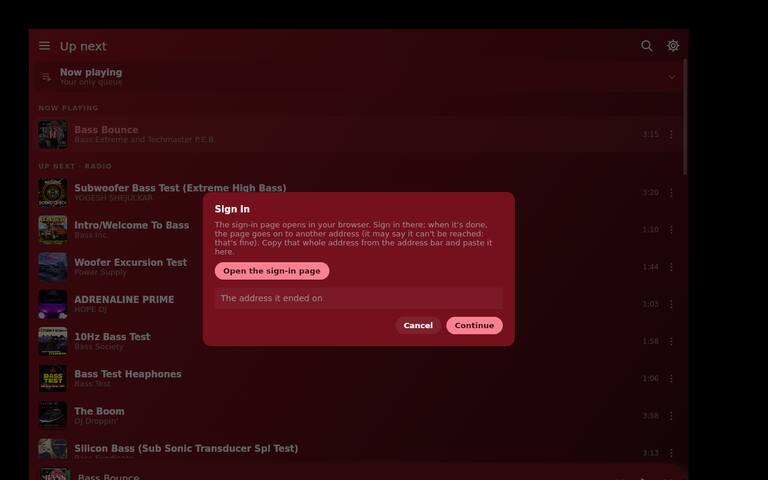 Up next
Now playing
Your only queue
NOW PLAYING
Bass Bounce
Bass Extreme and Techmaster P.E.B.
3:15
UP NEXT · RADIO
Subwoofer Bass Test (Extreme High Bass)
YOGESH SHEJULKAR
3:20
Intro/Welcome To Bass
Bass Inc.
1:10
Woofer Excursion Test
Power Supply
1:44
ADRENALINE PRIME
HOPE DJ
1:03
10Hz Bass Test
Bass Society
1:58
Bass Test Heaphones
Bass Test
1:06
The Boom
DJ Droppin'
3:58
Silicon Bass (Sub Sonic Transducer Spl Test)
Bass Syndicate
3:13
Bass Bounce
Sign in
The sign-in page opens in your browser. Sign in there; when it's done,
the page goes on to another address (it may say it can't be reached:
that's fine). Copy that whole address from the address bar and paste it
here.
Open the sign-in page
The address it ended on
Cancel
Continue